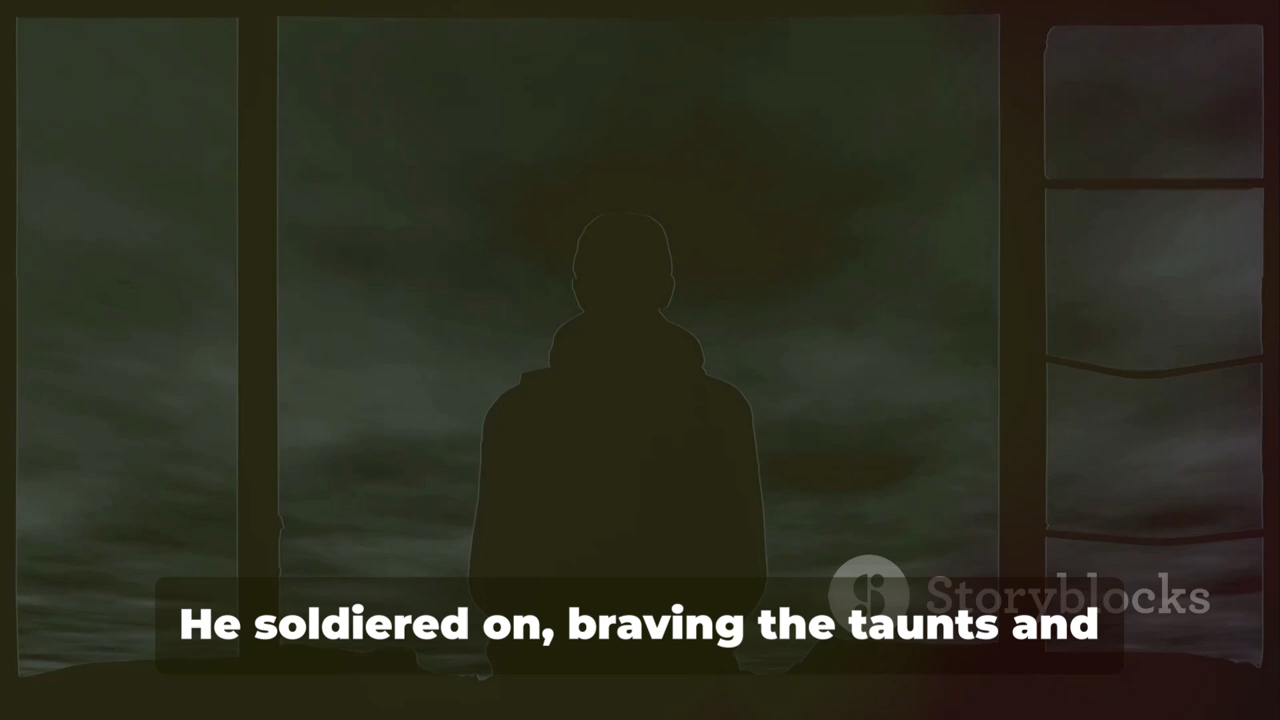 Storyblocks
He soldiered on, braving the taunts and